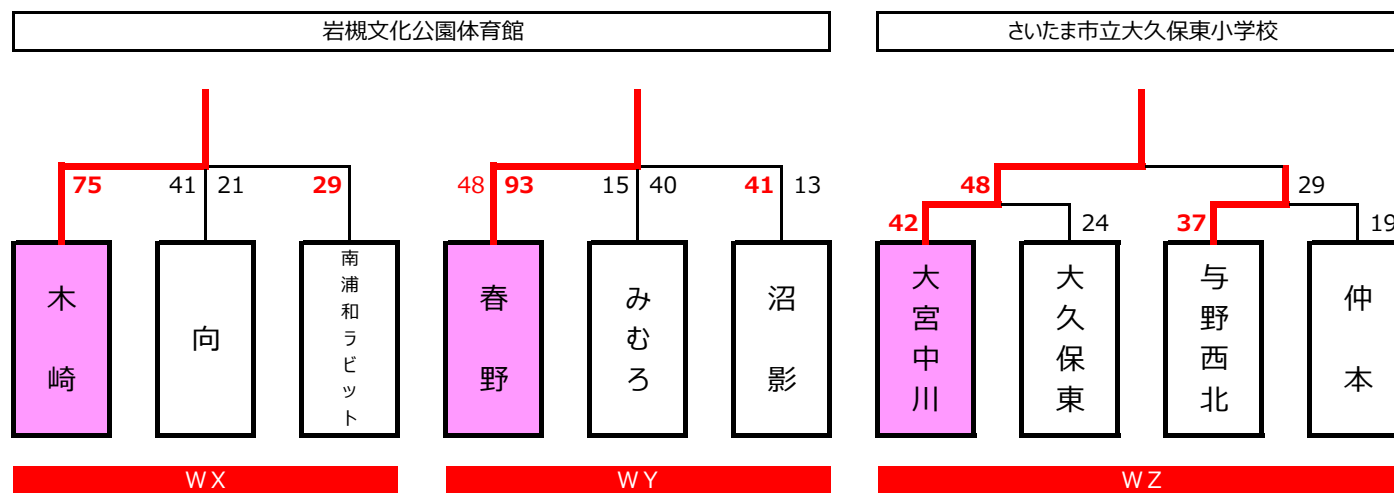 岩槻文化公園体育館
さいたま市立大久保東小学校
75 41 21 29 48 93 15 40 41 13 48 29
42 24 37 19
木崎
向
南浦和ラビット
春野
みむろ
沼影
大宮中川
大久保東
与野西北
仲本
WX
WY
WZ